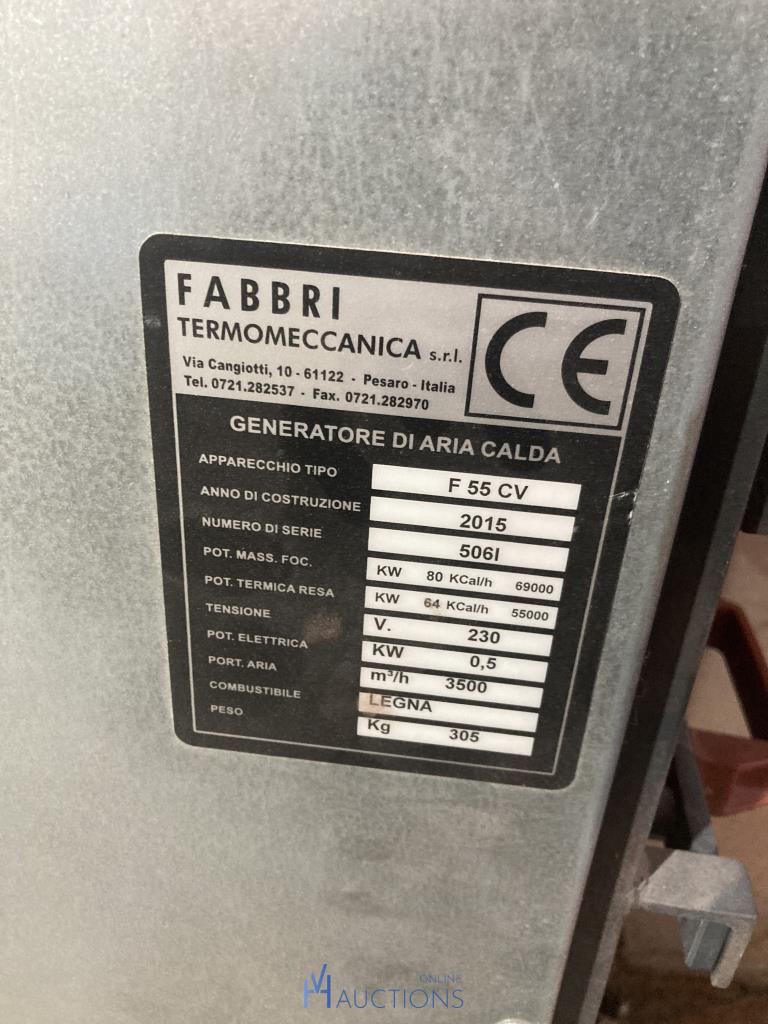 FABBRI
TERMOMECCANICA s.r.l.
Via Cangiotti, 10 - 61122 - Pesaro - Italia
Tel. 0721.282537 - Fax. 0721.282970
CE
GENERATORE DI ARIA CALDA
APPARECCHIO TIPO F 55 CV
ANNO DI COSTRUZIONE 2015
NUMERO DI SERIE 506I
POT. MASS. FOC. KW 80 KCal/h 69000
POT. TERMICA RESA KW 64 KCal/h 55000
TENSIONE V. 230
POT. ELETTRICA KW 0,5
PORT. ARIA m³/h 3500
COMBUSTIBILE LEGNA
PESO Kg 305
ONLINE
VH AUCTIONS